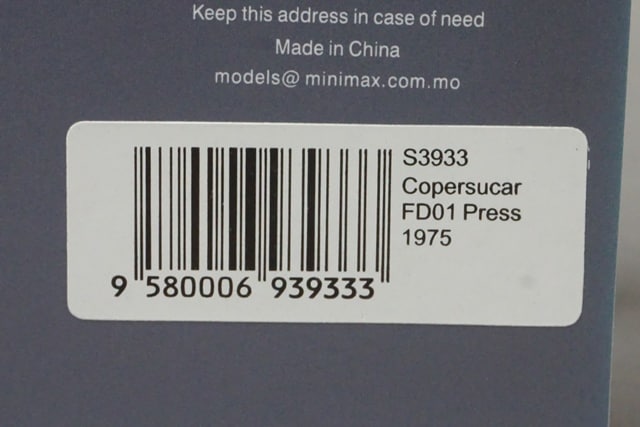 Keep this address in case of need
Made in China
models@ minimax.com.mo
S3933
Copersucar
FD01 Press
1975
9 580006 939333